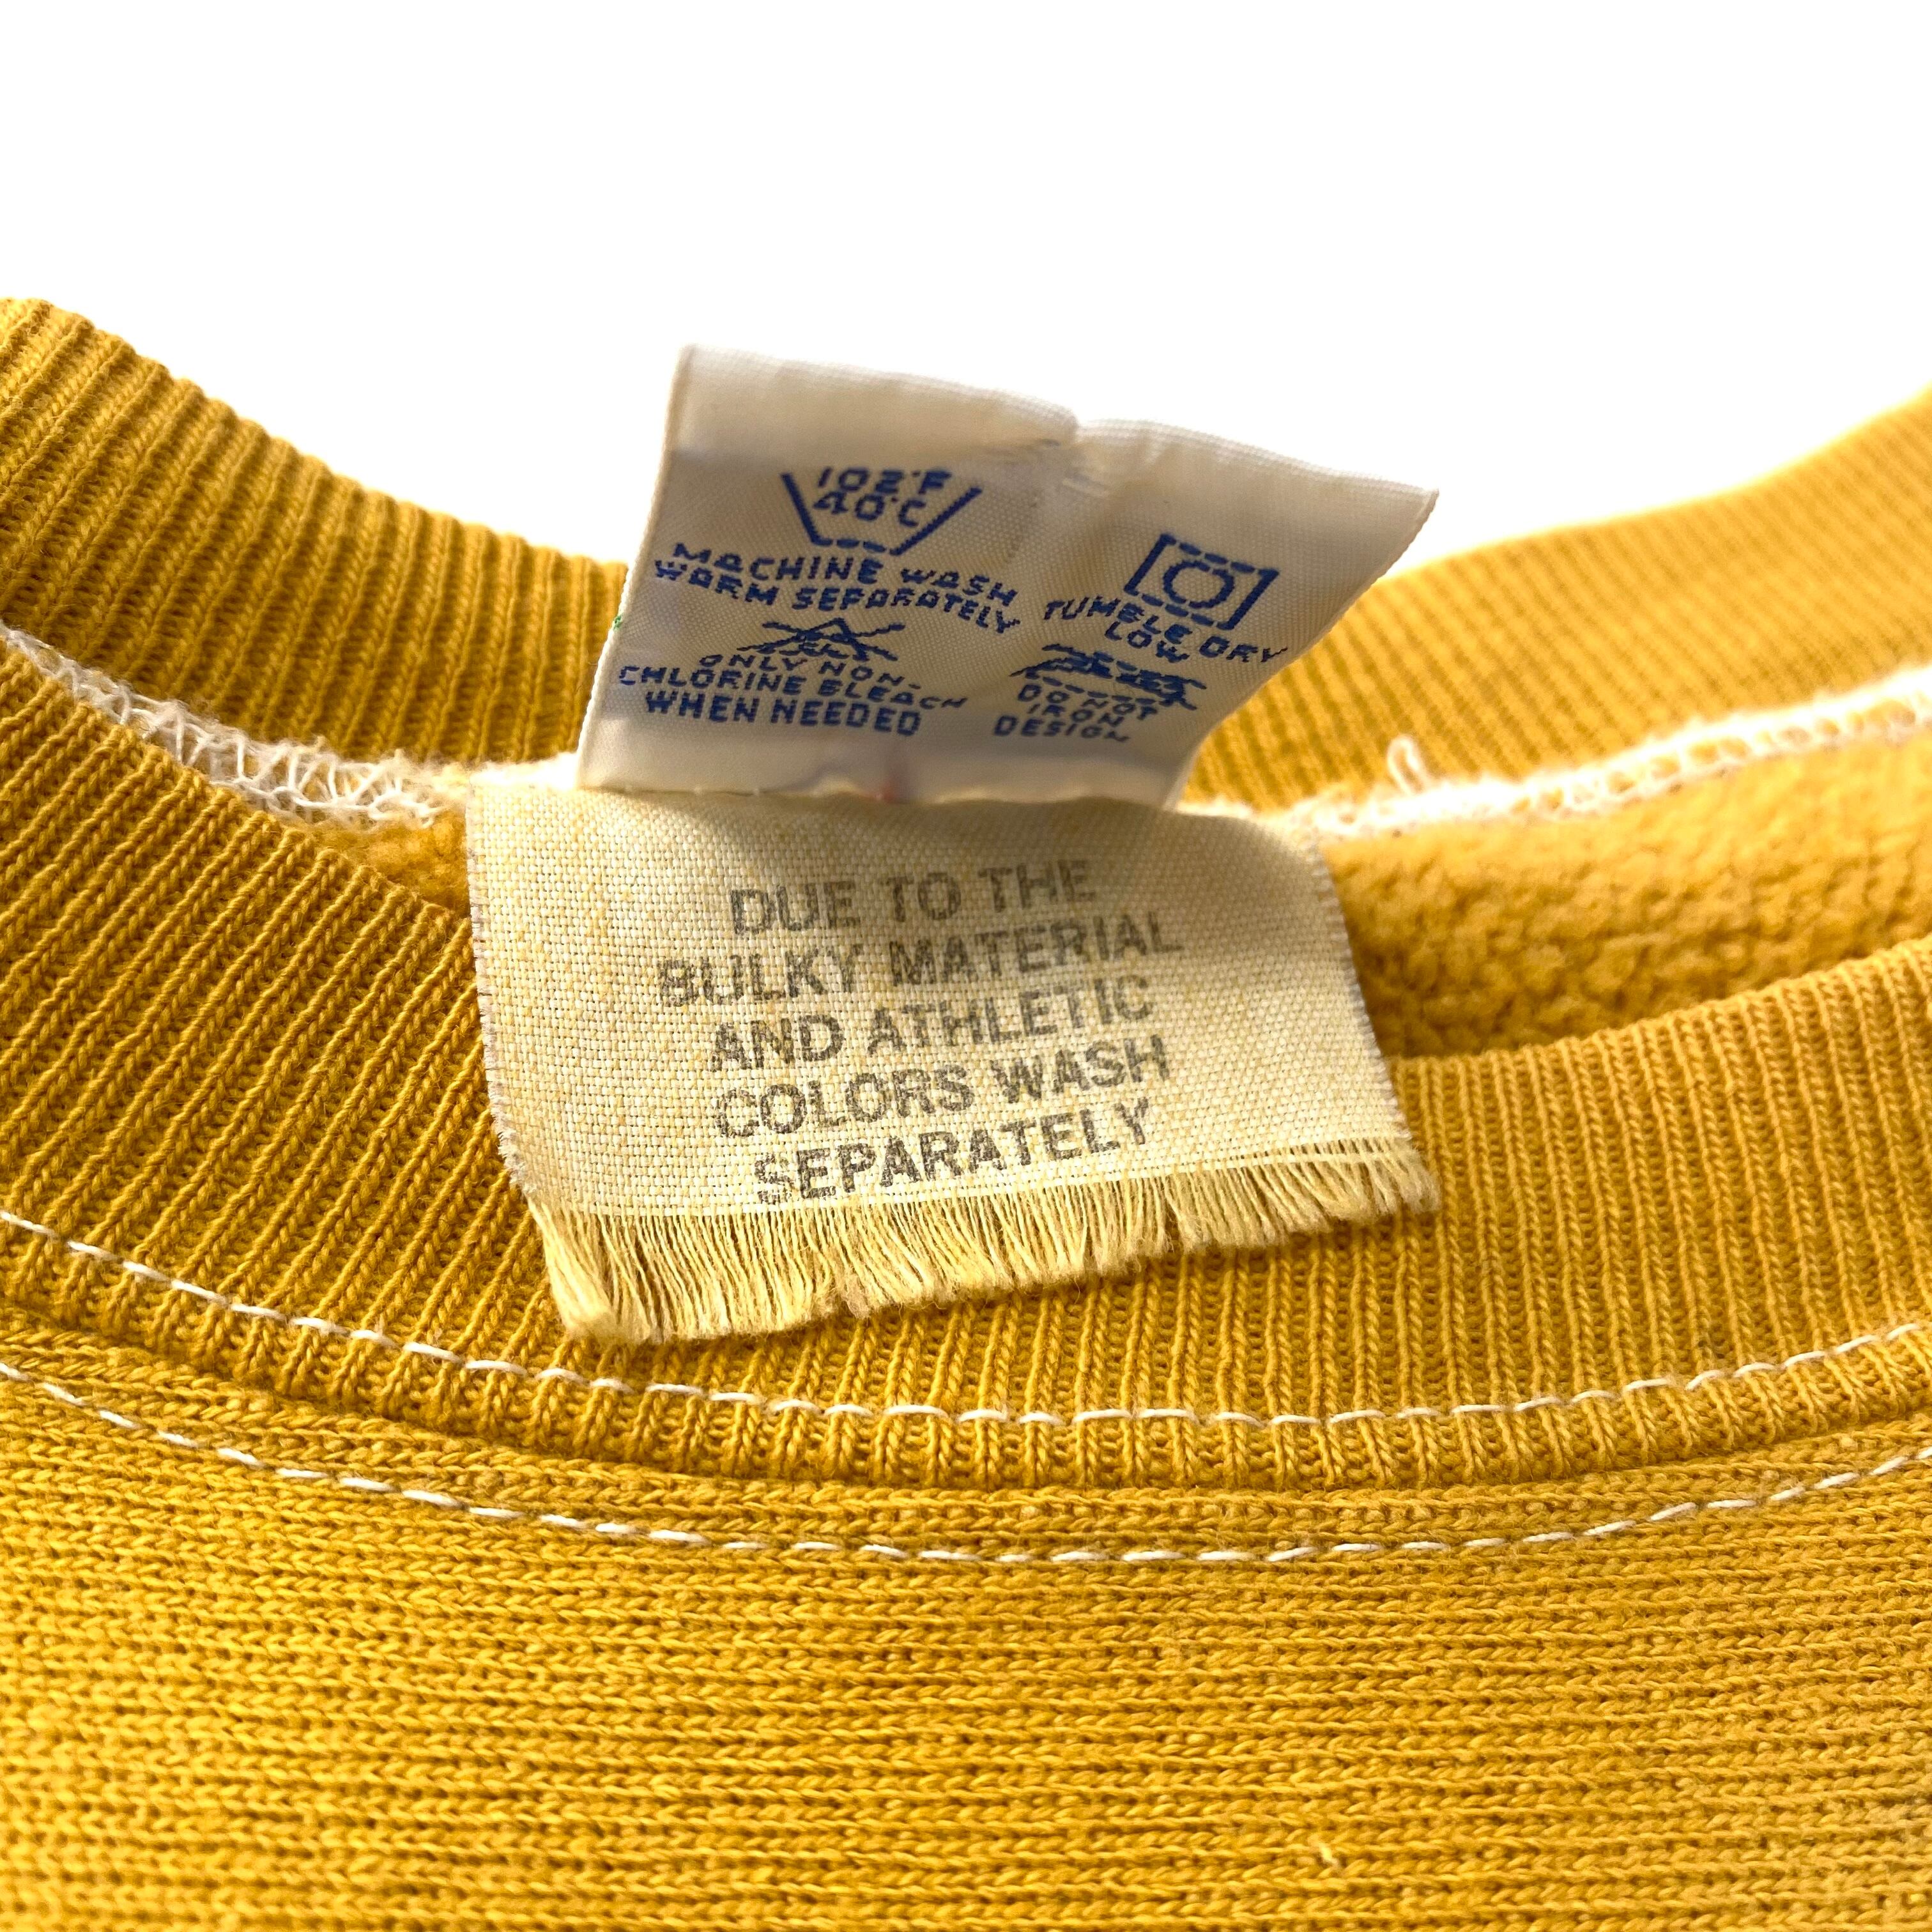 102°F
40°C
MACHINE WASH
WARM SEPARATELY
ONLY NON-
CHLORINE BLEACH
WHEN NEEDED
TUMBLE DRY
LOW
DO NOT
IRON
DESIGN
DUE TO THE
BULKY MATERIAL
AND ATHLETIC
COLORS WASH
SEPARATELY